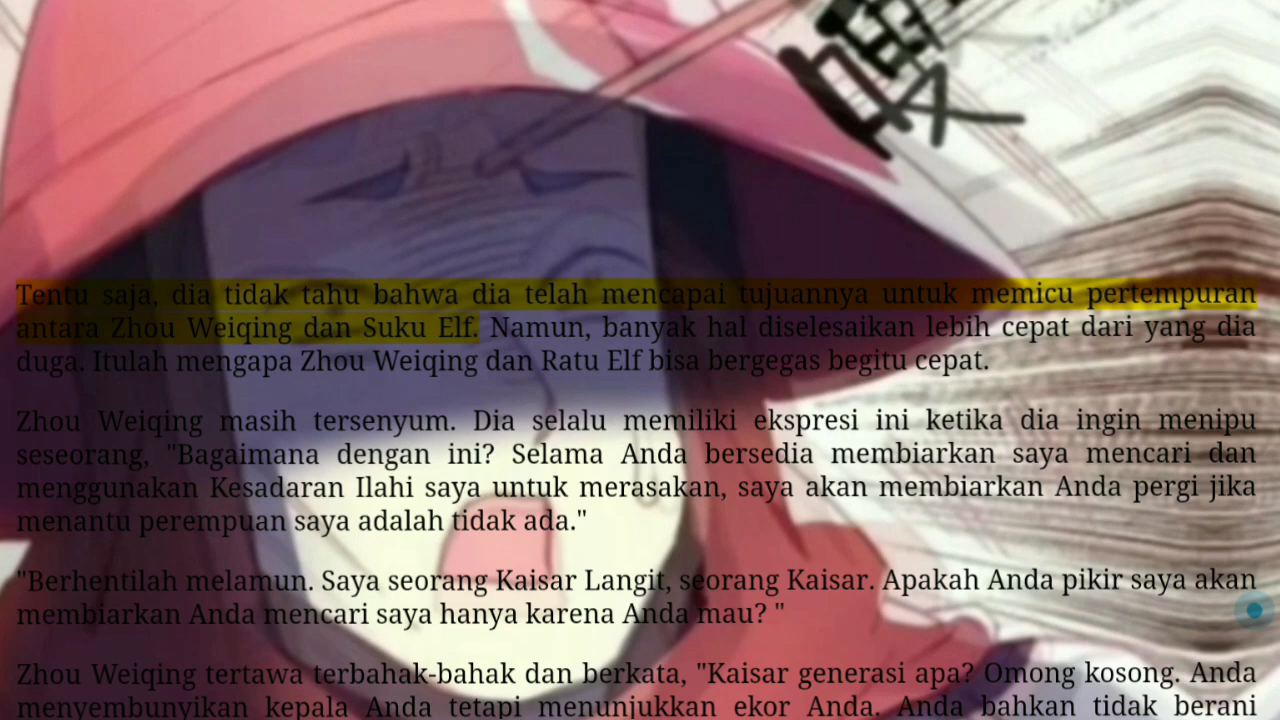 Tentu saja, dia tidak tahu bahwa dia telah mencapai tujuannya untuk memicu pertempuran
antara Zhou Weiqing dan Suku Elf. Namun, banyak hal diselesaikan lebih cepat dari yang dia
duga. Itulah mengapa Zhou Weiqing dan Ratu Elf bisa bergegas begitu cepat.
Zhou Weiqing masih tersenyum. Dia selalu memiliki ekspresi ini ketika dia ingin menipu
seseorang, "Bagaimana dengan ini? Selama Anda bersedia membiarkan saya mencari dan
menggunakan Kesadaran Ilahi saya untuk merasakan, saya akan membiarkan Anda pergi jika
menantu perempuan saya adalah tidak ada."
"Berhentilah melamun. Saya seorang Kaisar Langit, seorang Kaisar. Apakah Anda pikir saya akan
membiarkan Anda mencari saya hanya karena Anda mau? "
Zhou Weiqing tertawa terbahak-bahak dan berkata, "Kaisar generasi apa? Omong kosong. Anda
menyembunyikan kepala Anda tetapi menunjukkan ekor Anda. Anda bahkan tidak berani